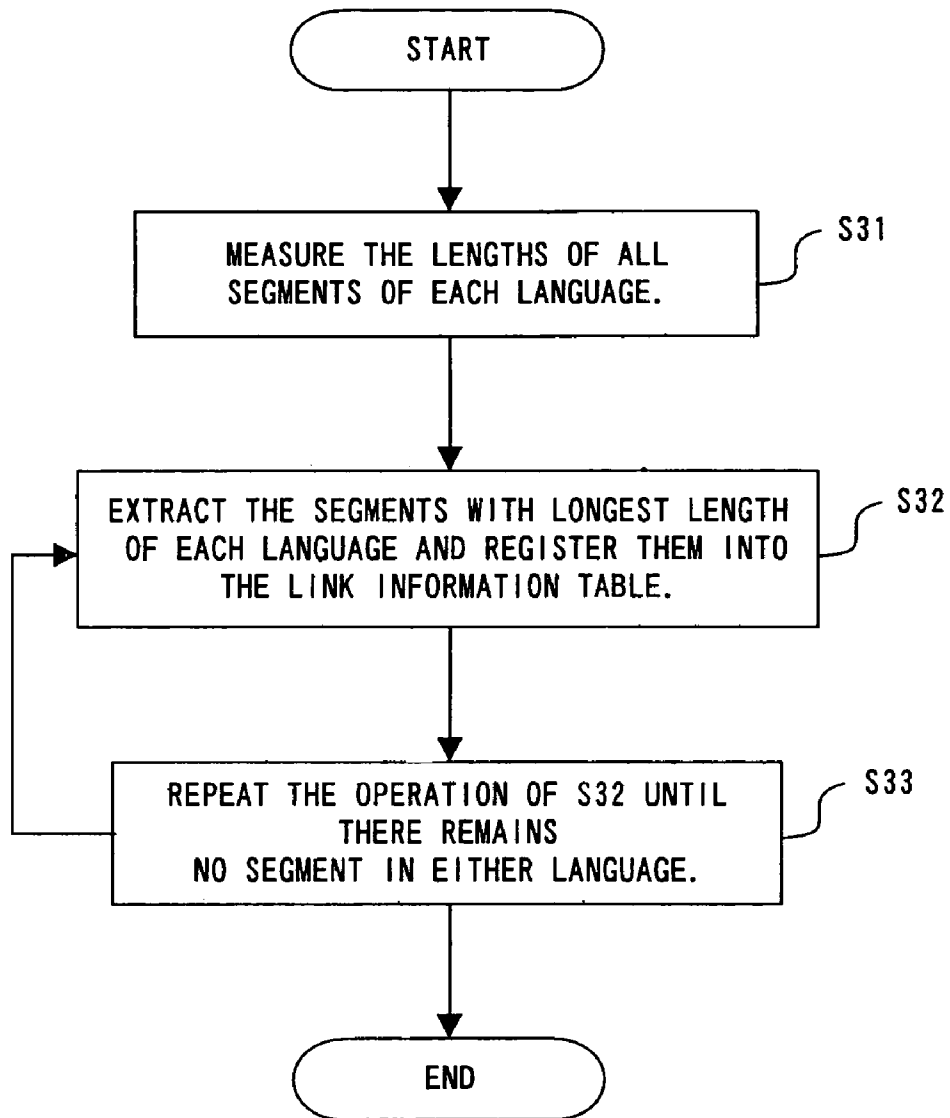 START
MEASURE THE LENGTHS OF ALL
SEGMENTS OF EACH LANGUAGE.
S31
EXTRACT THE SEGMENTS WITH LONGEST LENGTH
OF EACH LANGUAGE AND REGISTER THEM INTO
THE LINK INFORMATION TABLE.
S32
REPEAT THE OPERATION OF S32 UNTIL
THERE REMAINS
NO SEGMENT IN EITHER LANGUAGE.
S33
END